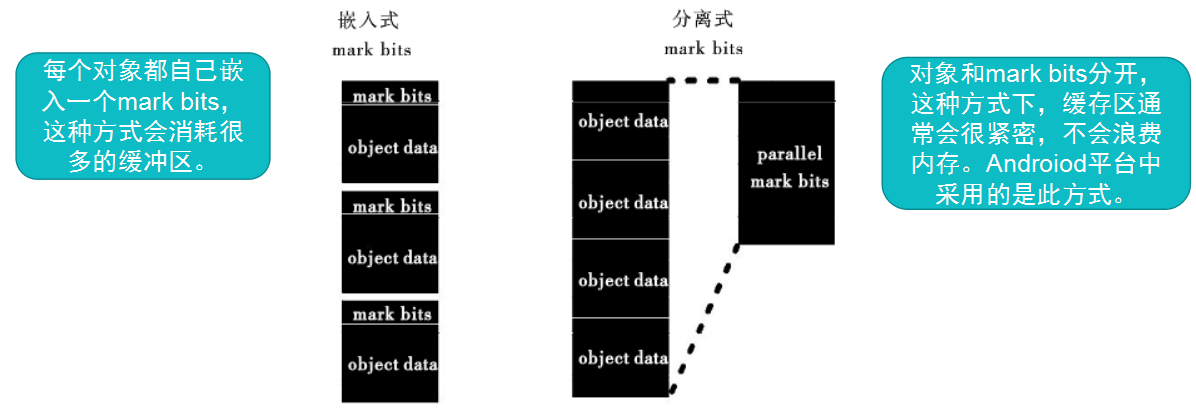 嵌入式
mark bits
分离式
mark bits
每个对象都自己嵌
入一个mark bits，
这种方式会消耗很
多的缓冲区。
mark bits
object data
mark bits
object data
mark bits
object data
object data
object data
object data
object data
parallel
mark bits
对象和mark bits分开，
这种方式下，缓存区通
常会很紧密，不会浪费
内存。Androiod平台中
采用的是此方式。